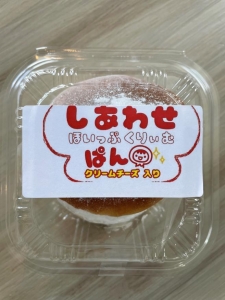 しあわせ
ほいっぷくりぃむ
ぱん
クリームチーズ 入り